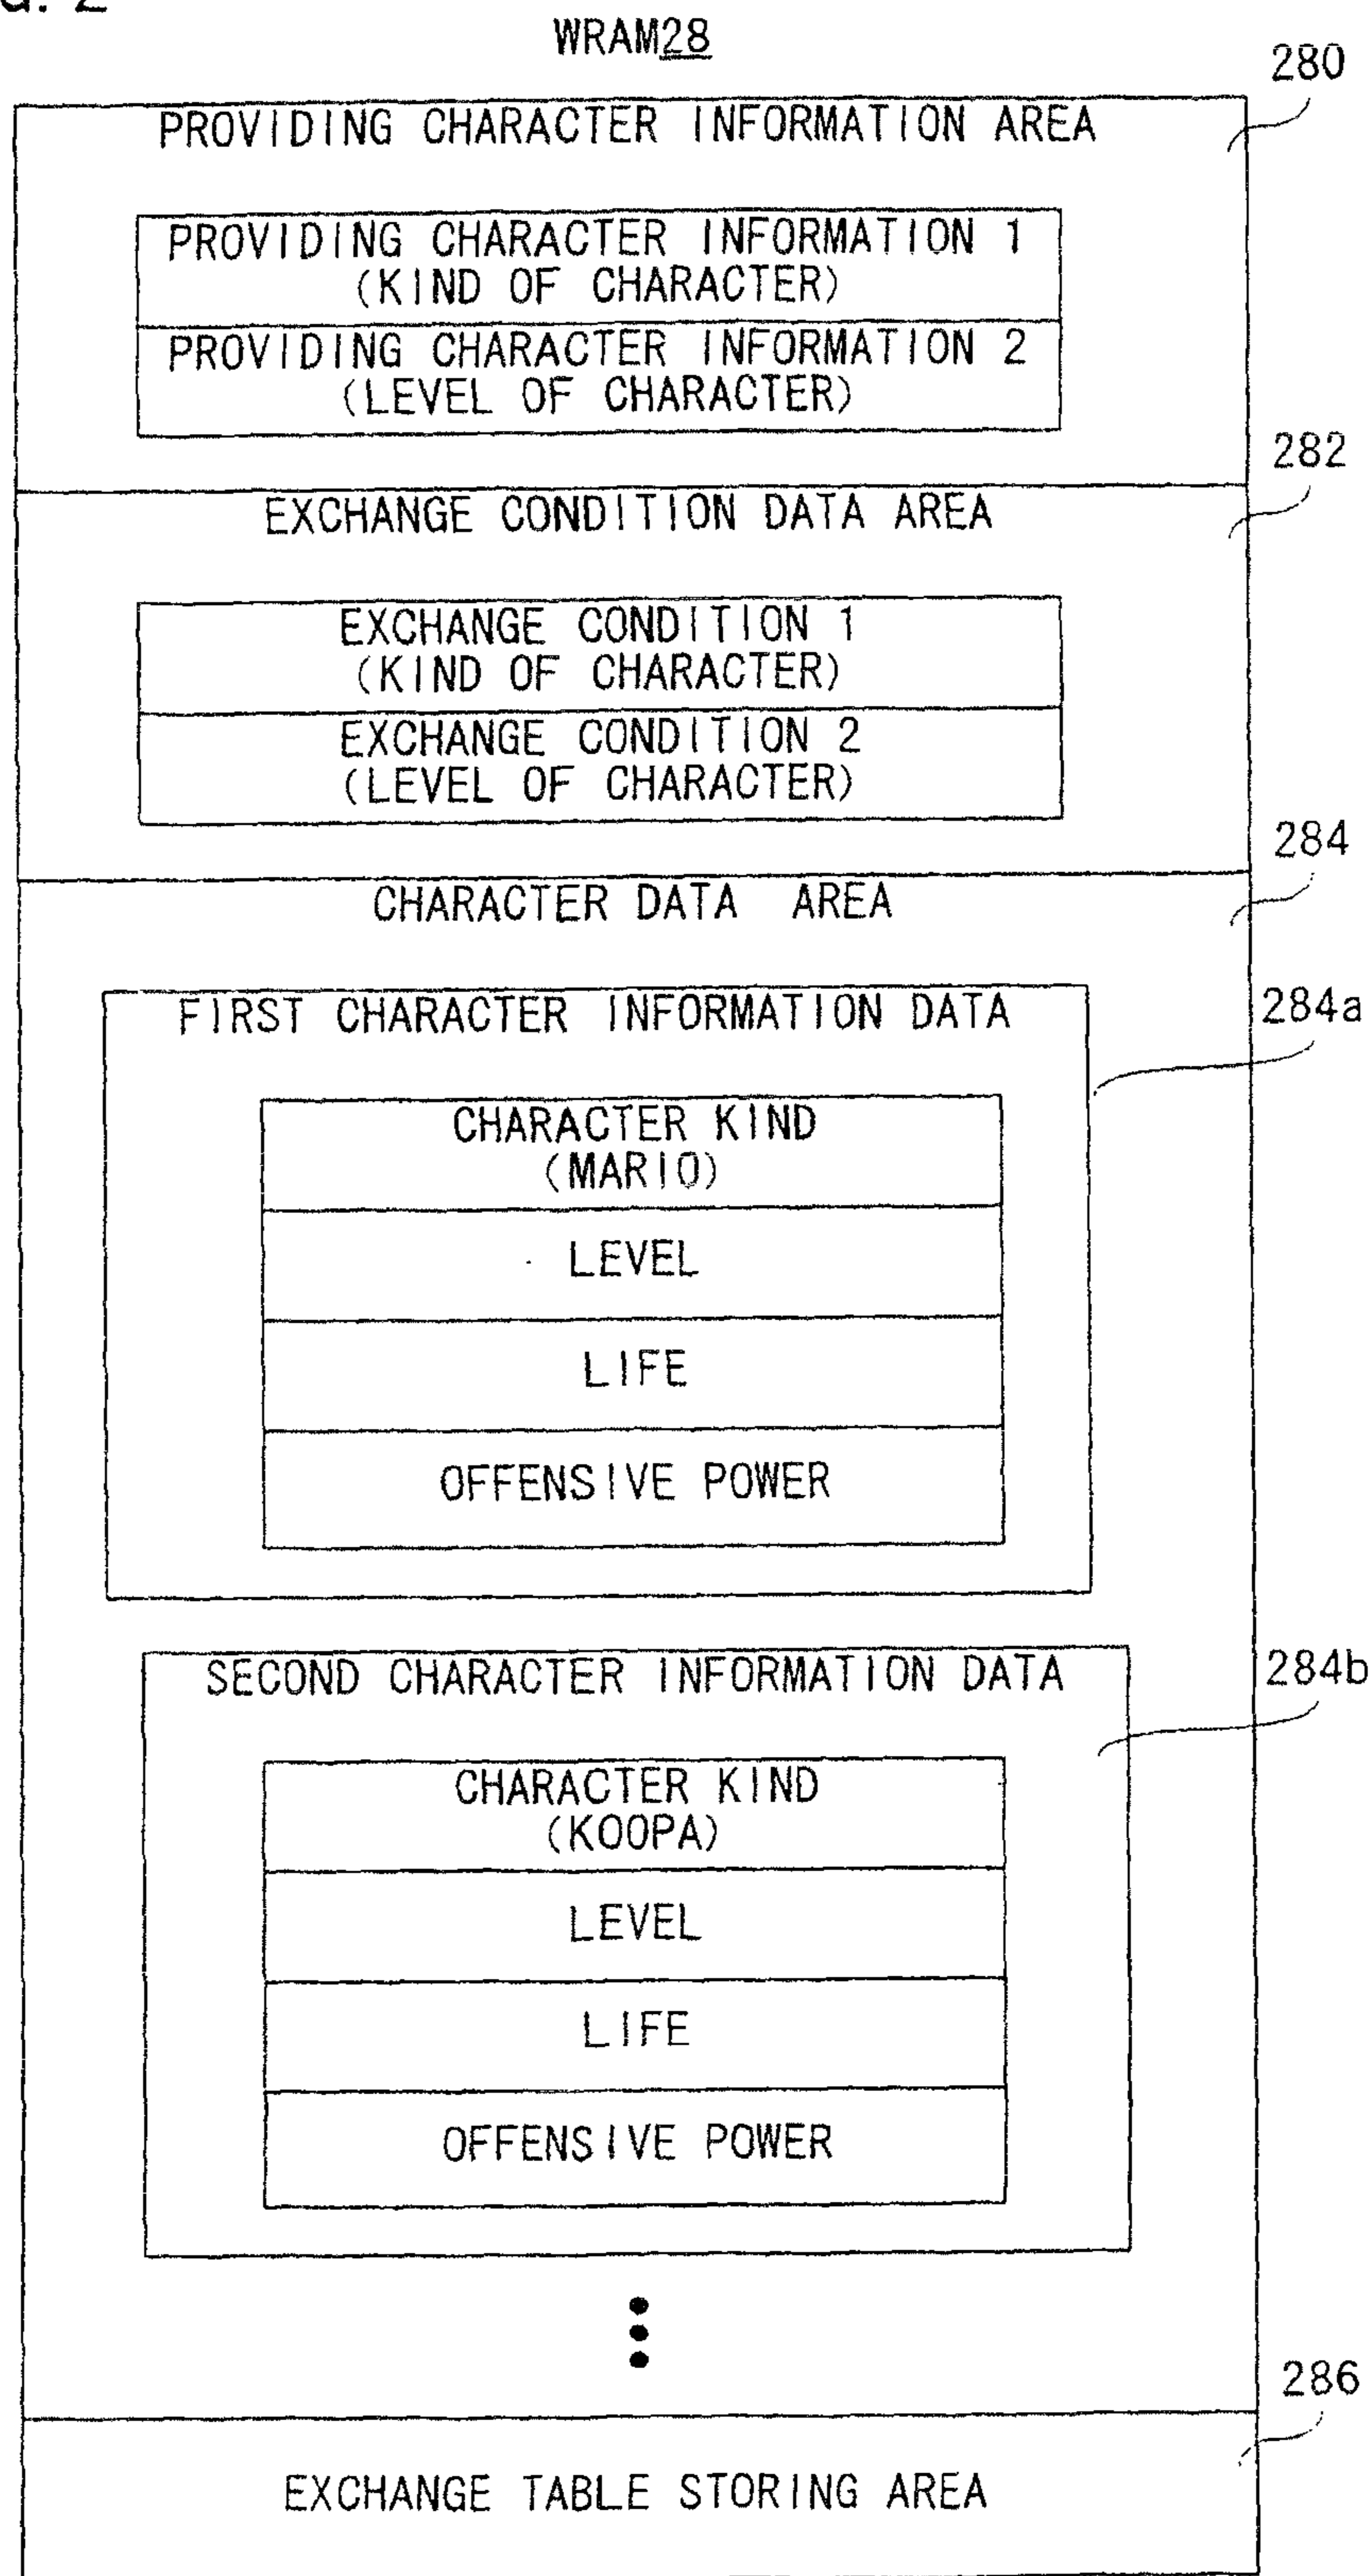 WRAM28
280
PROVIDING CHARACTER INFORMATION AREA
PROVIDING CHARACTER INFORMATION 1
(KIND OF CHARACTER)
PROVIDING CHARACTER INFORMATION 2
(LEVEL OF CHARACTER)
282
EXCHANGE CONDITION DATA AREA
EXCHANGE CONDITION 1
(KIND OF CHARACTER)
EXCHANGE CONDITION 2
(LEVEL OF CHARACTER)
284
CHARACTER DATA AREA
284a
FIRST CHARACTER INFORMATION DATA
CHARACTER KIND
(MARIO)
LEVEL
LIFE
OFFENSIVE POWER
284b
SECOND CHARACTER INFORMATION DATA
CHARACTER KIND
(KOOPA)
LEVEL
LIFE
OFFENSIVE POWER
286
EXCHANGE TABLE STORING AREA